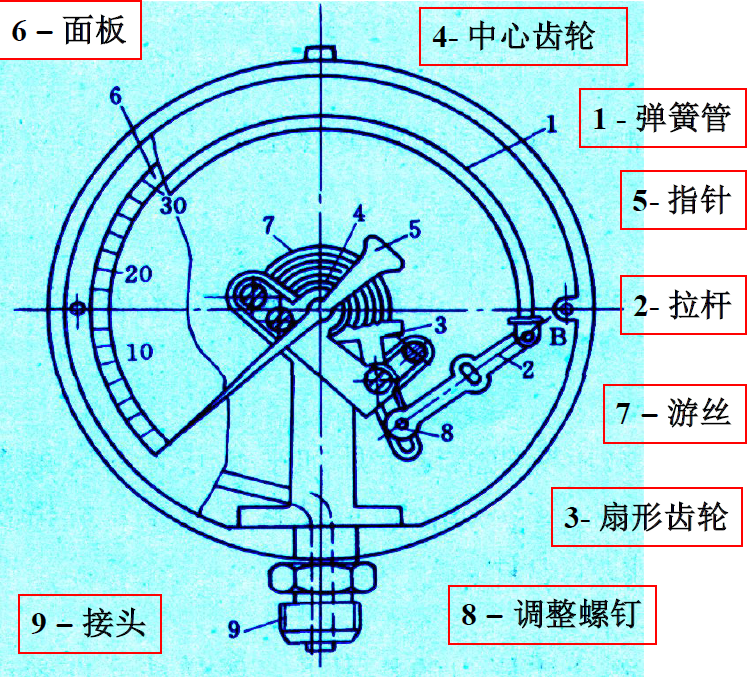 6 – 面板
4- 中心齿轮
6
1
1 - 弹簧管
30
7
4
5
5- 指针
20
3
B
2- 拉杆
10
2
8
7 – 游丝
3- 扇形齿轮
9
9 – 接头
8 – 调整螺钉